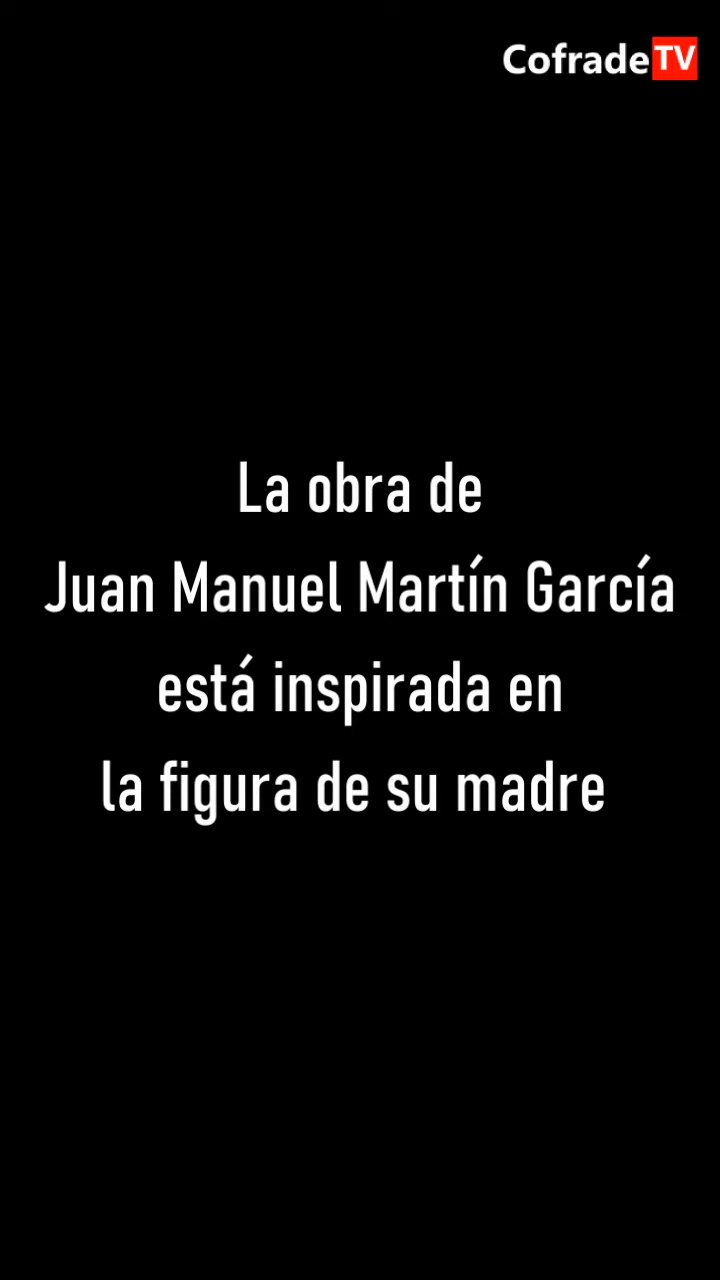 CofradeTV
La obra de
Juan Manuel Martín García
está inspirada en
la figura de su madre